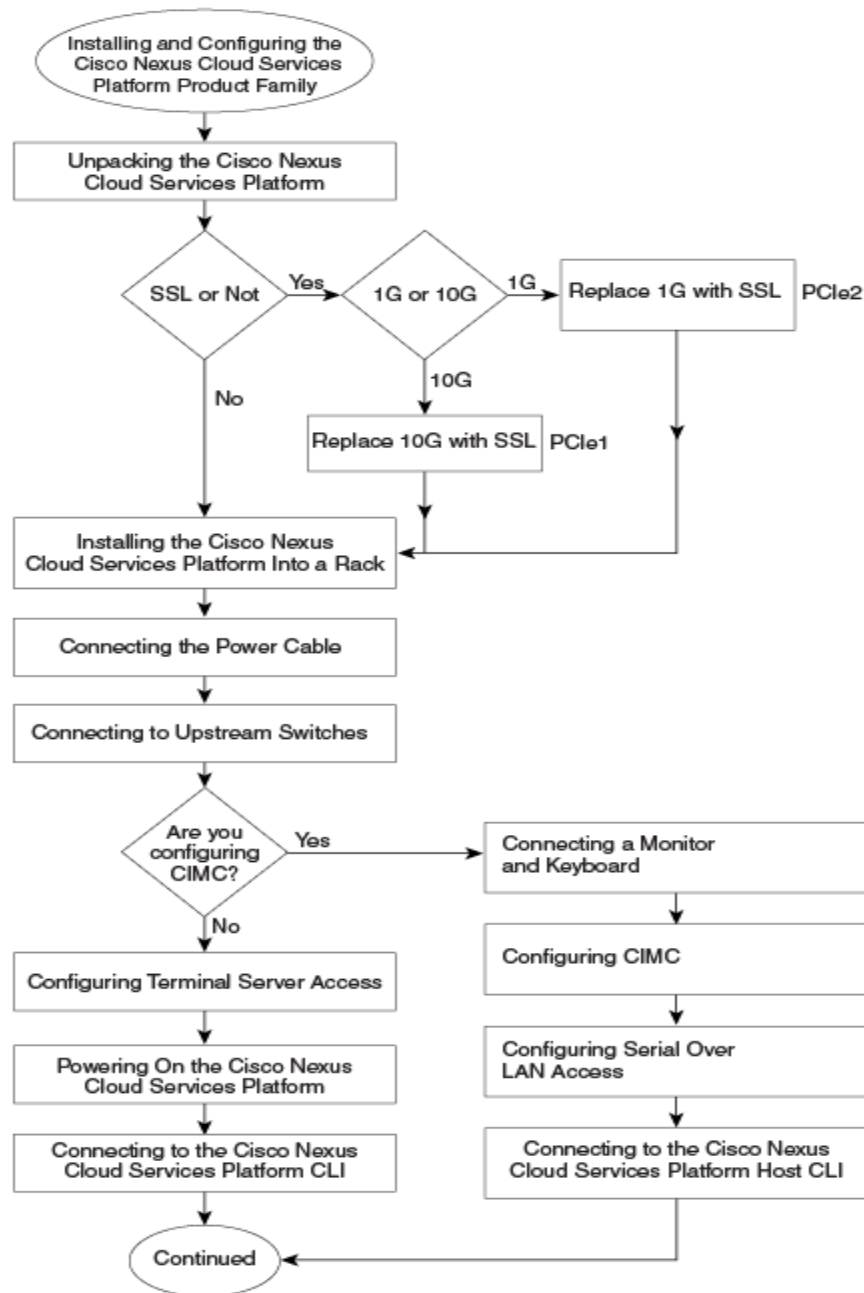 Installing and Configuring the
Cisco Nexus Cloud Services
Platform Product Family
Unpacking the Cisco Nexus
Cloud Services Platform
SSL or Not
Yes
1G or 10G
1G
Replace 1G with SSL
PCIe2
No
10G
Replace 10G with SSL
PCIe1
Installing the Cisco Nexus
Cloud Services Platform Into a Rack
Connecting the Power Cable
Connecting to Upstream Switches
Are you
configuring
CIMC?
Yes
Connecting a Monitor
and Keyboard
No
Configuring CIMC
Configuring Terminal Server Access
Configuring Serial Over
LAN Access
Powering On the Cisco Nexus
Cloud Services Platform
Connecting to the Cisco Nexus
Cloud Services Platform CLI
Connecting to the Cisco Nexus
Cloud Services Platform Host CLI
Continued